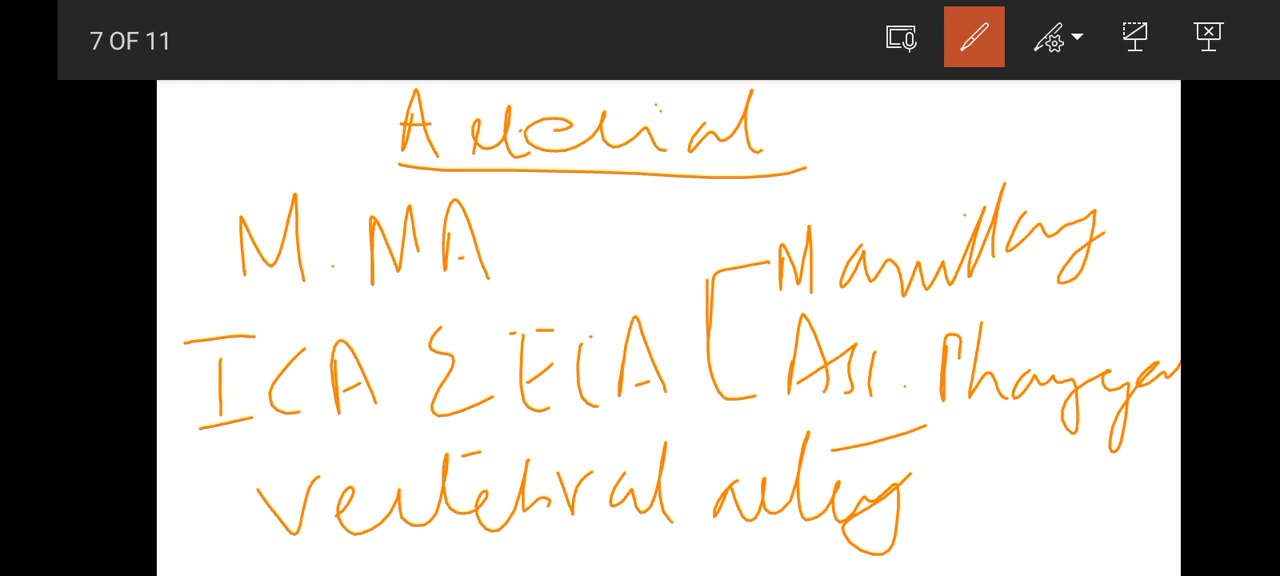 7 OF 11
Arterial
M.MA
Maxillary
ICA & ECA
Asc. Pharyngeal
vertebral artery